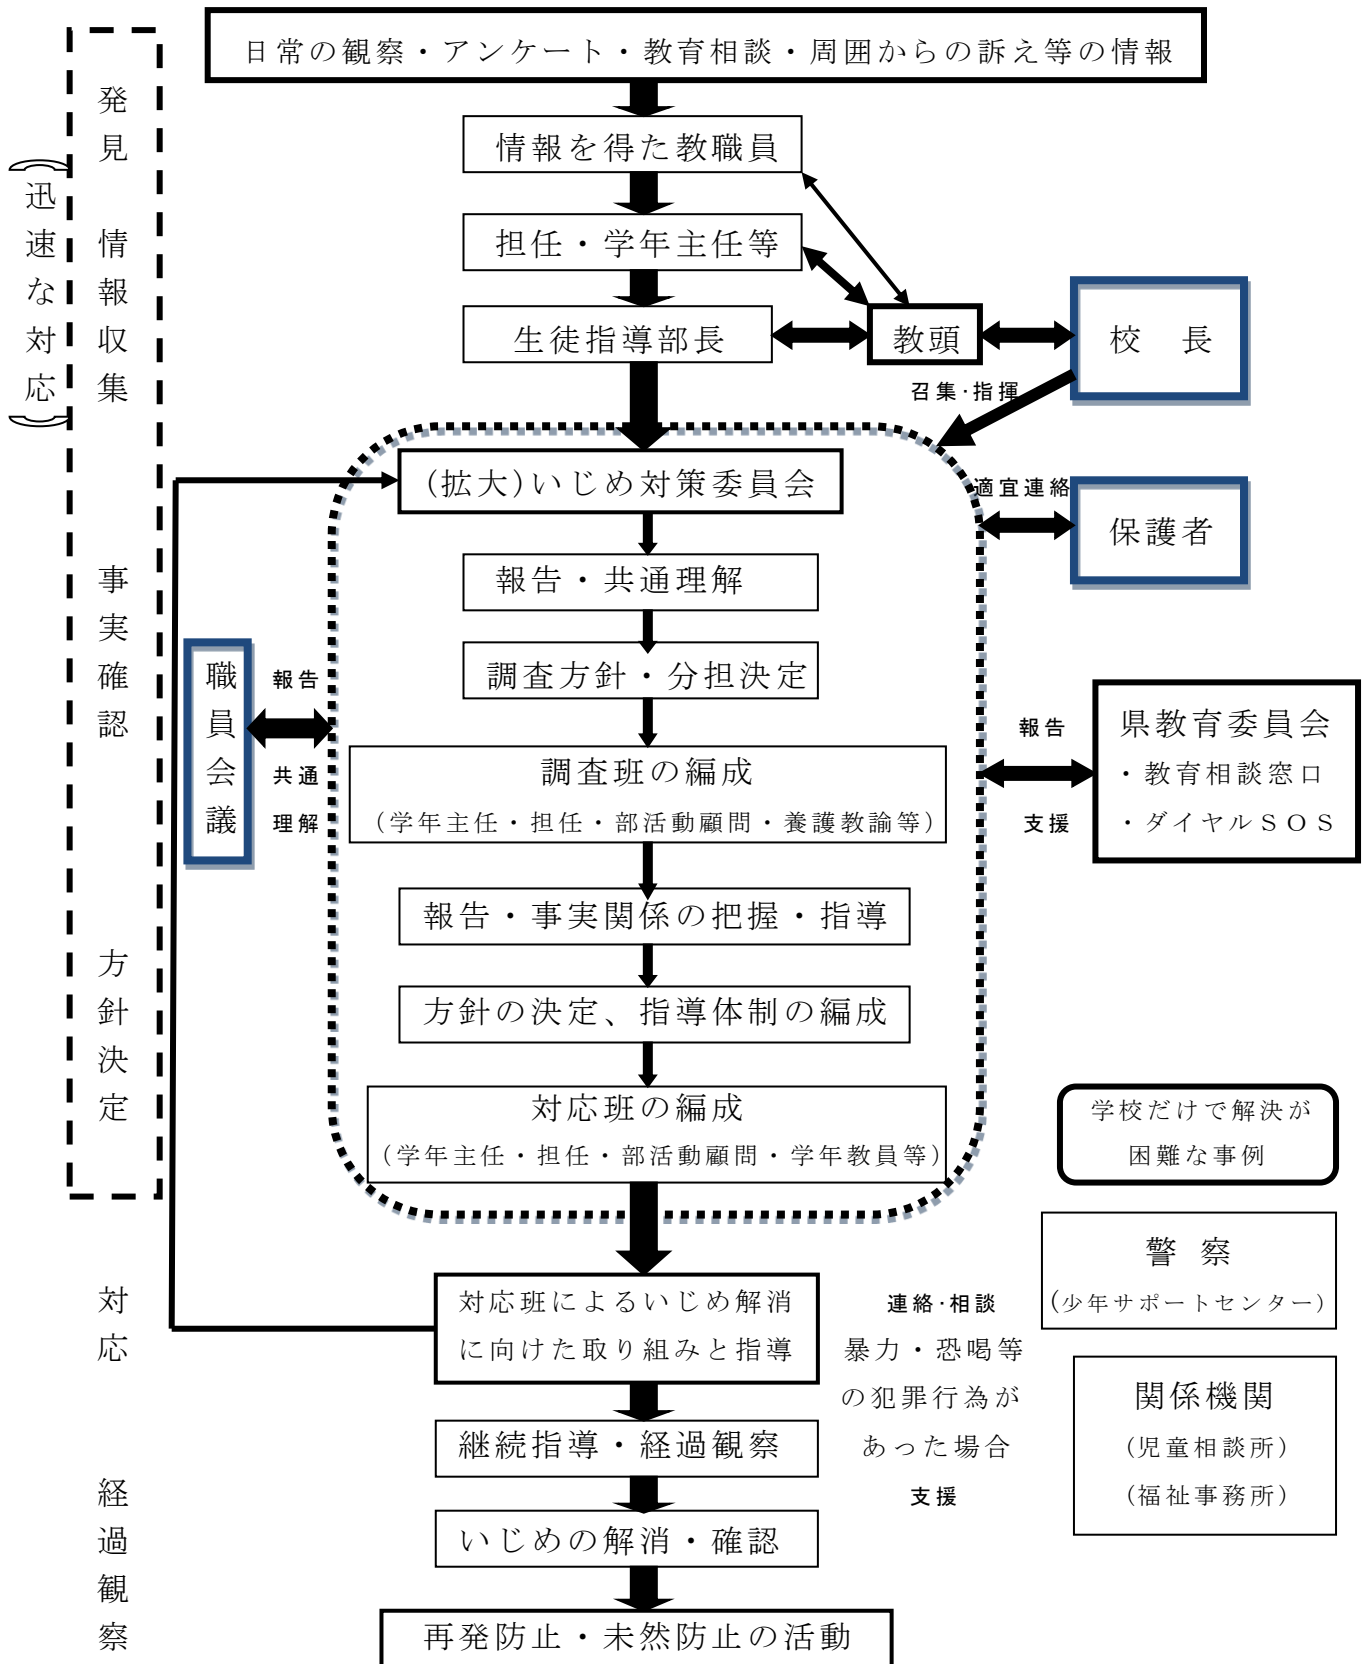 日常の観察・アンケート・教育相談・周囲からの訴え等の情報
発見
情報収集
(迅速な対応)
事実確認
方針決定
対応
経過観察
情報を得た教職員
担任・学年主任等
生徒指導部長
教頭
校 長
召集･指揮
(拡大)いじめ対策委員会
適宜連絡
保護者
報告・共通理解
調査方針・分担決定
職員会議
報告
共通
理解
調査班の編成
(学年主任・担任・部活動顧問・養護教諭等)
報告
支援
県教育委員会
・教育相談窓口
・ダイヤルSOS
報告・事実関係の把握・指導
方針の決定、指導体制の編成
対応班の編成
(学年主任・担任・部活動顧問・学年教員等)
学校だけで解決が
困難な事例
警 察
(少年サポートセンター)
対応班によるいじめ解消
に向けた取り組みと指導
連絡･相談
暴力・恐喝等
の犯罪行為が
あった場合
支援
関係機関
(児童相談所)
(福祉事務所)
継続指導・経過観察
いじめの解消・確認
再発防止・未然防止の活動